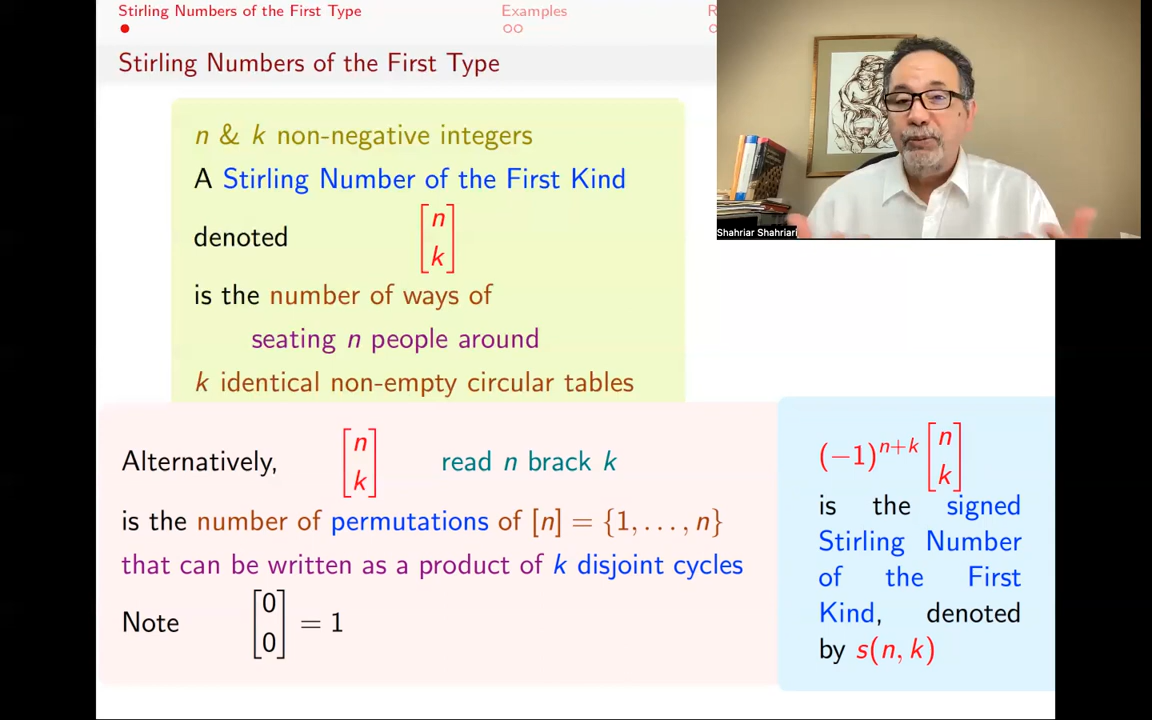 Stirling Numbers of the First Type
Examples
R
Stirling Numbers of the First Type
n & k non-negative integers
A Stirling Number of the First Kind
denoted [n k]
is the number of ways of
seating n people around
k identical non-empty circular tables
Alternatively, [n k] read n brack k
is the number of permutations of [n] = {1, . . . , n}
that can be written as a product of k disjoint cycles
Note [0 0] = 1
(−1)ⁿ⁺ᵏ [n k]
is the signed
Stirling Number
of the First
Kind, denoted
by s(n, k)
Shahriar Shahriari